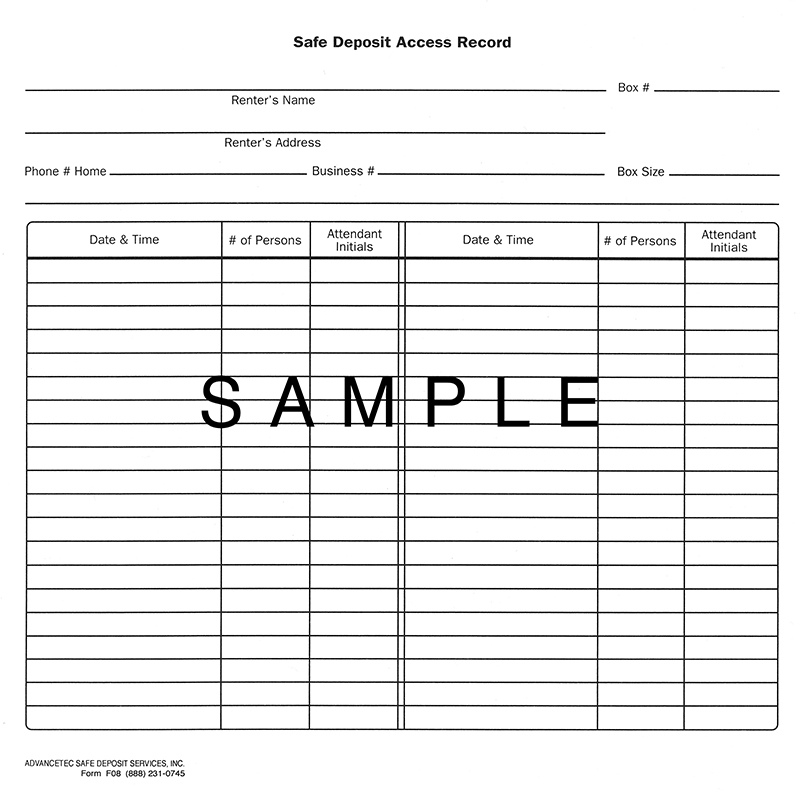 Safe Deposit Access Record
Box #
Renter's Name
Renter's Address
Phone # Home Business # Box Size
Date & Time # of Persons Attendant Initials Date & Time # of Persons Attendant Initials
SAMPLE
ADVANCETEC SAFE DEPOSIT SERVICES, INC.
Form F08 (888) 231-0745